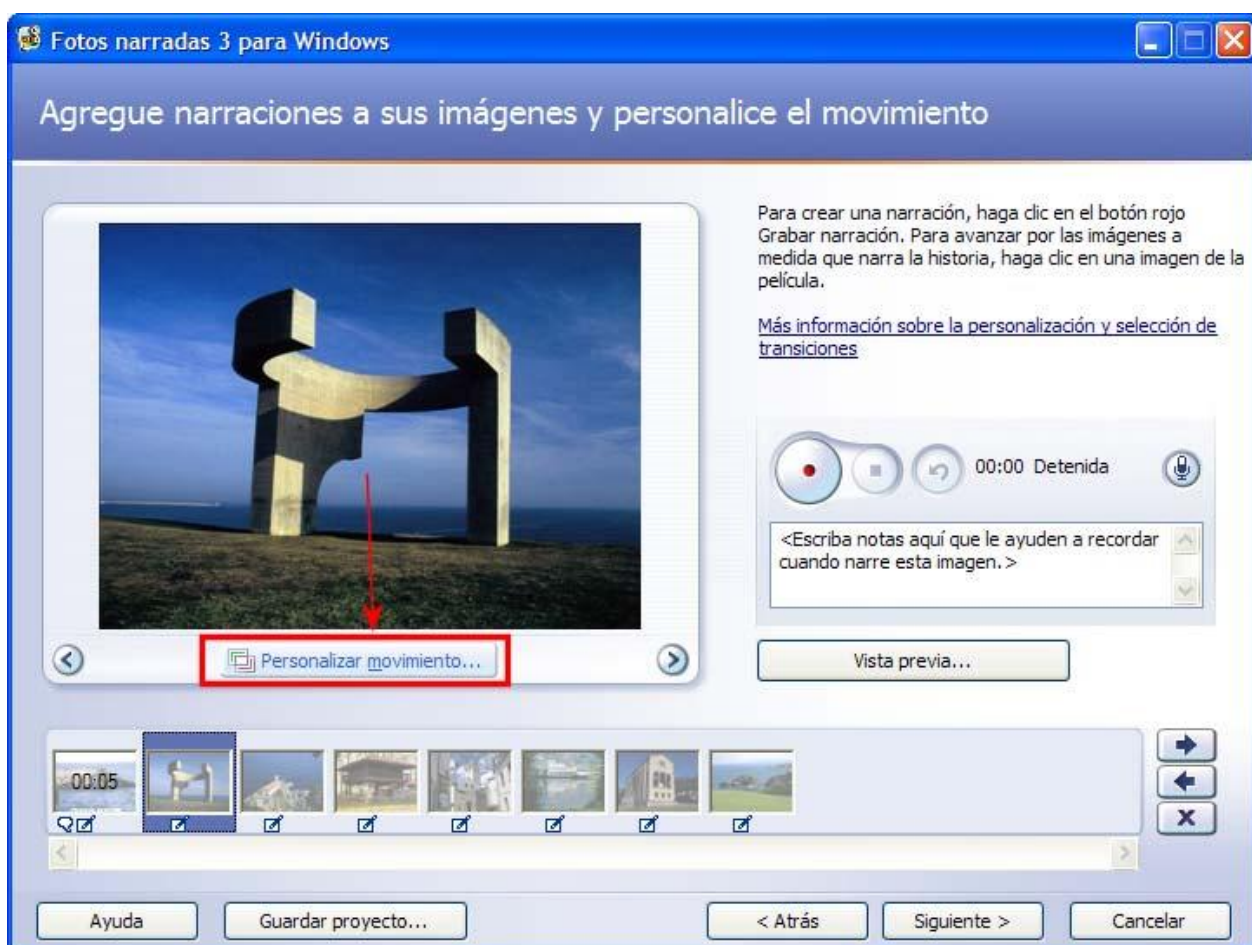 Fotos narradas 3 para Windows
Agregue narraciones a sus imágenes y personalice el movimiento
Para crear una narración, haga clic en el botón rojo
Grabar narración. Para avanzar por las imágenes a
medida que narra la historia, haga clic en una imagen de la
película.
Más información sobre la personalización y selección de
transiciones
00:00 Detenida
<Escriba notas aquí que le ayuden a recordar
cuando narre esta imagen.>
Personalizar movimiento...
Vista previa...
00:05
Ayuda
Guardar proyecto...
< Atrás
Siguiente >
Cancelar